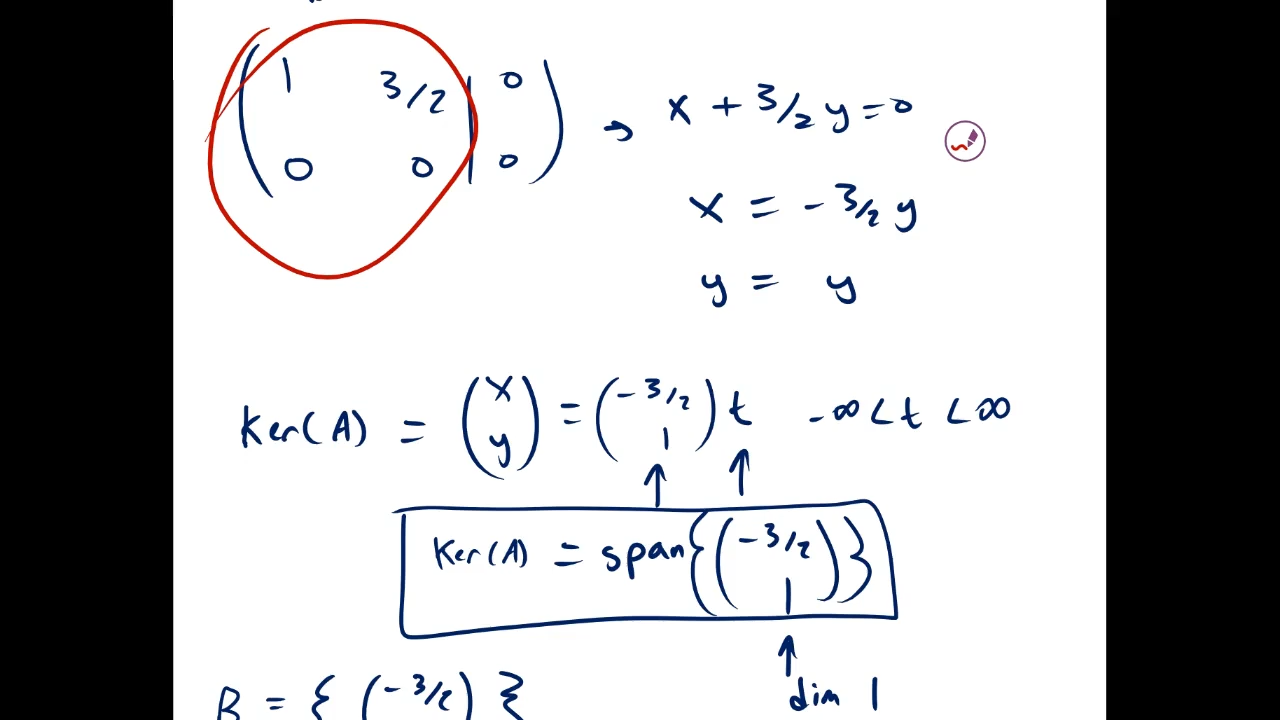 1 3/2 | 0 → x + 3/2 y = 0
0 0 | 0
x = - 3/2 y
y = y
Ker(A) = (x y) = (-3/2 1) t -∞ < t < ∞
Ker(A) = span{(-3/2 1)}
dim 1
B = { (-3/2) }